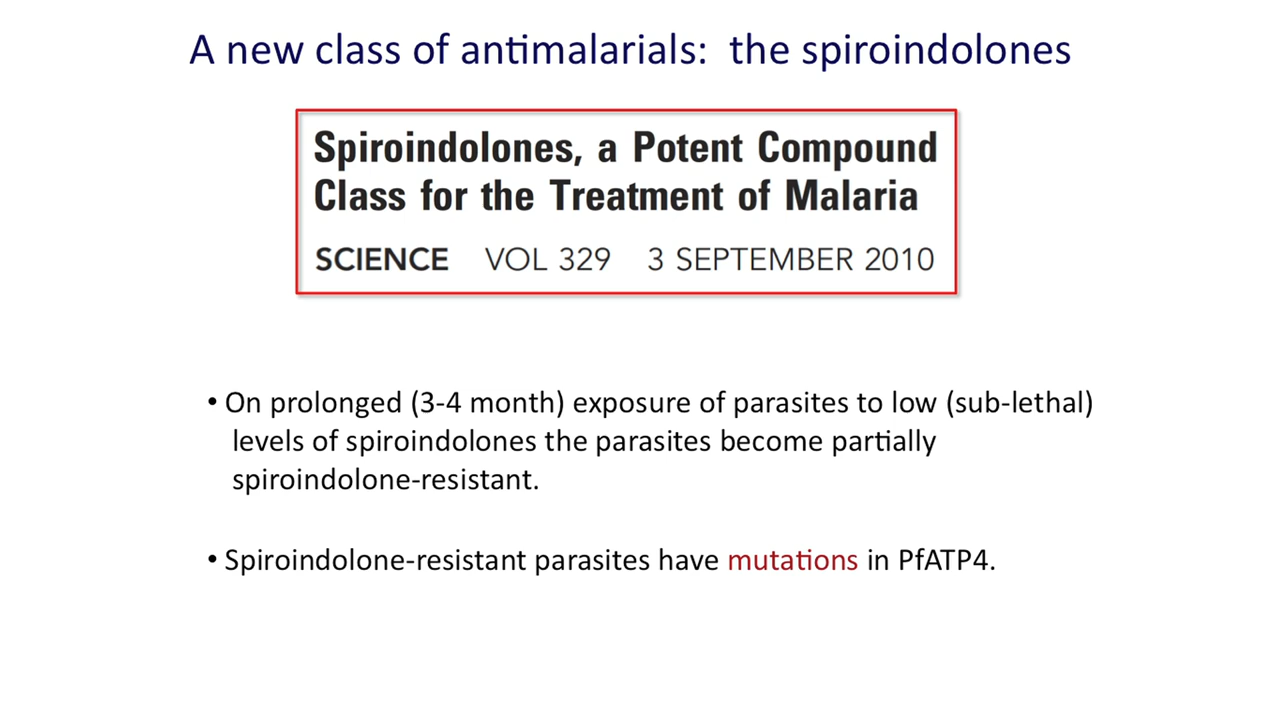 A new class of antimalarials: the spiroindolones
Spiroindolones, a Potent Compound
Class for the Treatment of Malaria
SCIENCE VOL 329 3 SEPTEMBER 2010
• On prolonged (3-4 month) exposure of parasites to low (sub-lethal)
levels of spiroindolones the parasites become partially
spiroindolone-resistant.
• Spiroindolone-resistant parasites have mutations in PfATP4.